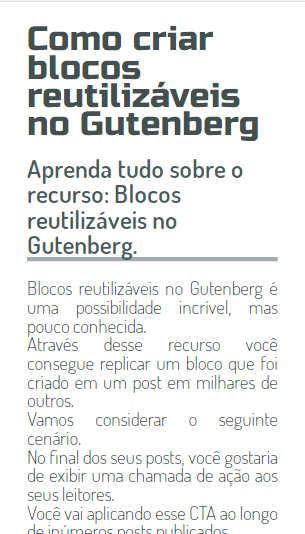 Como criar
blocos
reutilizáveis
no Gutenberg
Aprenda tudo sobre o
recurso: Blocos
reutilizáveis no
Gutenberg.
Blocos reutilizáveis no Gutenberg é
uma possibilidade incrível, mas
pouco conhecida.
Através desse recurso você
consegue replicar um bloco que foi
criado em um post em milhares de
outros.
Vamos considerar o seguinte
cenário.
No final dos seus posts, você gostaria
de exibir uma chamada de ação aos
seus leitores.
Você vai aplicando esse CTA ao longo
de inúmeros posts publicados